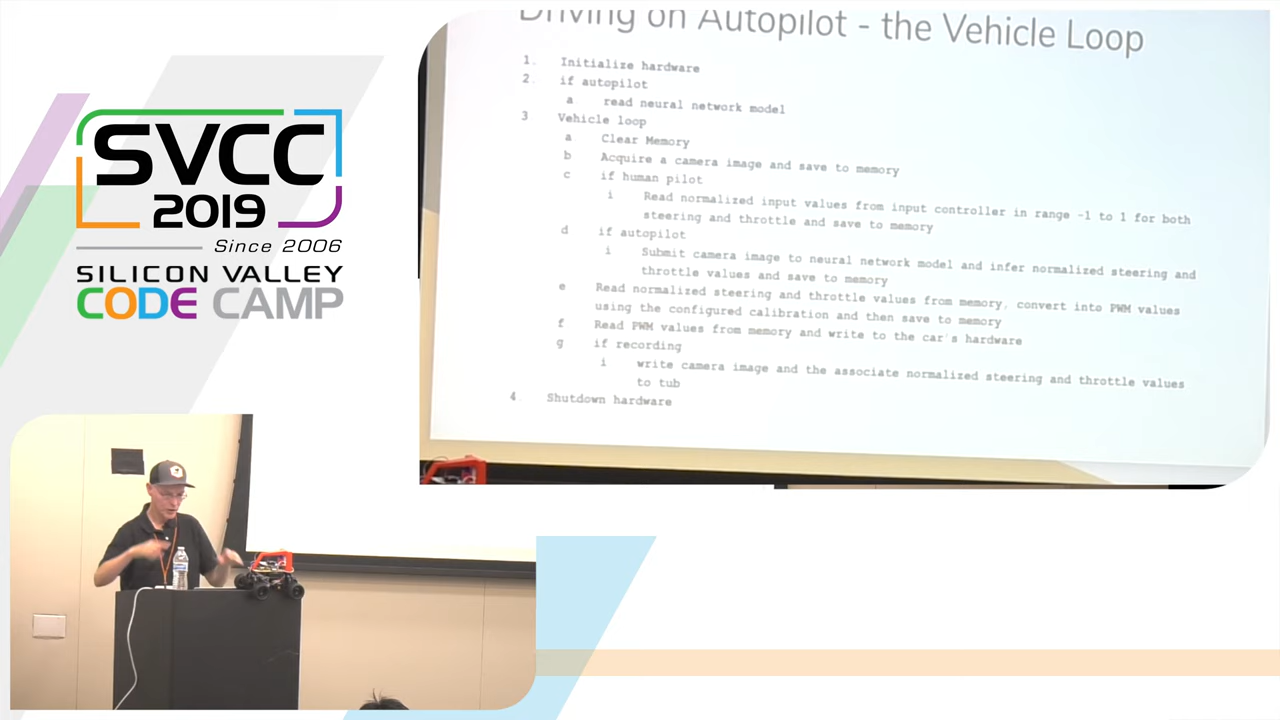 SVCC
2019
Since 2006
SILICON VALLEY
CODE CAMP
Driving on Autopilot - the Vehicle Loop
1. Initialize hardware
2. if autopilot
a read neural network model
3 Vehicle loop
a Clear Memory
b Acquire a camera image and save to memory
c if human pilot
i Read normalized input values from input controller in range -1 to 1 for both
steering and throttle and save to memory
d if autopilot
i Submit camera image to neural network model and infer normalized steering and
throttle values and save to memory
e Read normalized steering and throttle values from memory, convert into PWM values
using the configured calibration and then save to memory
f Read PWM values from memory and write to the car's hardware
g if recording
i write camera image and the associate normalized steering and throttle values
to tub
4. Shutdown hardware